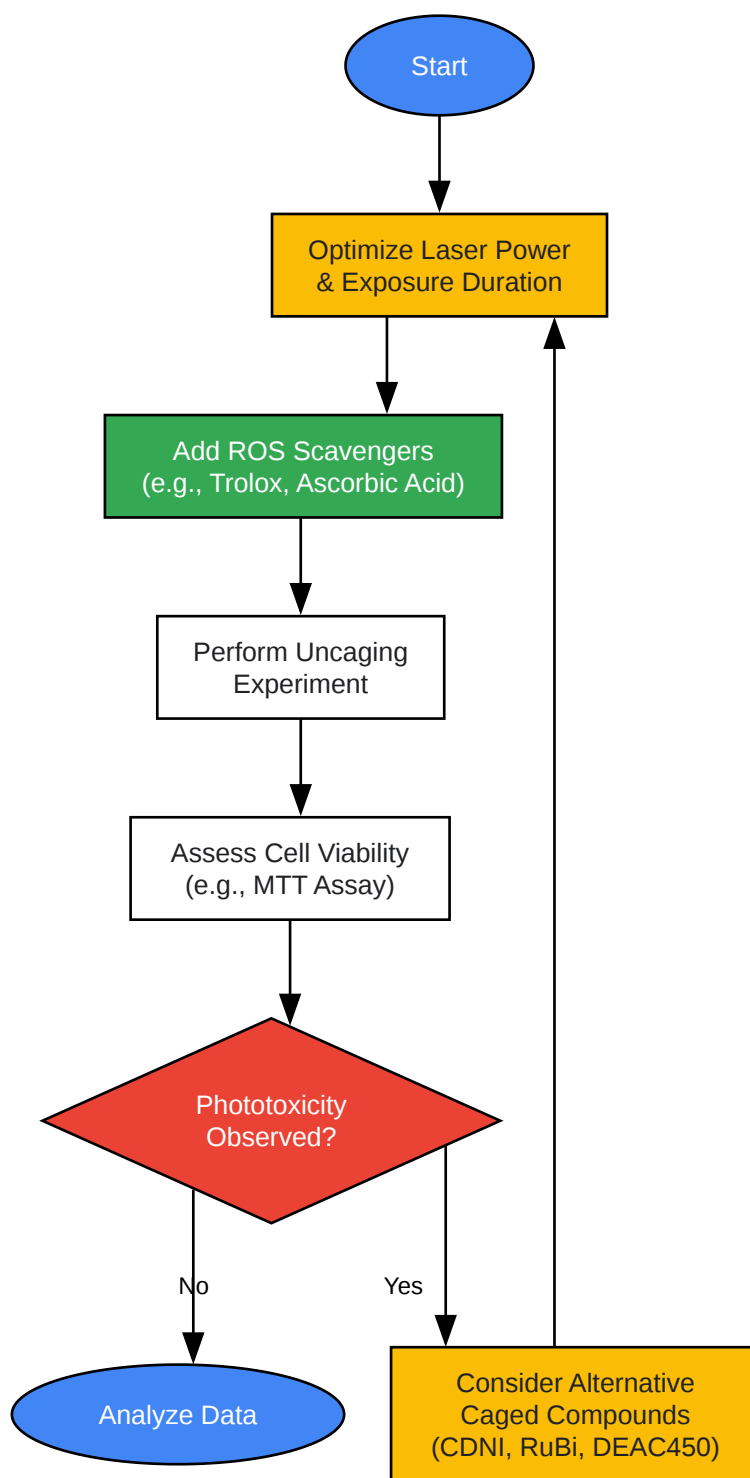 Start
Optimize Laser Power
& Exposure Duration
Add ROS Scavengers
(e.g., Trolox, Ascorbic Acid)
Perform Uncaging
Experiment
Assess Cell Viability
(e.g., MTT Assay)
Phototoxicity
Observed?
No
Yes
Analyze Data
Consider Alternative
Caged Compounds
(CDNI, RuBi, DEAC450)